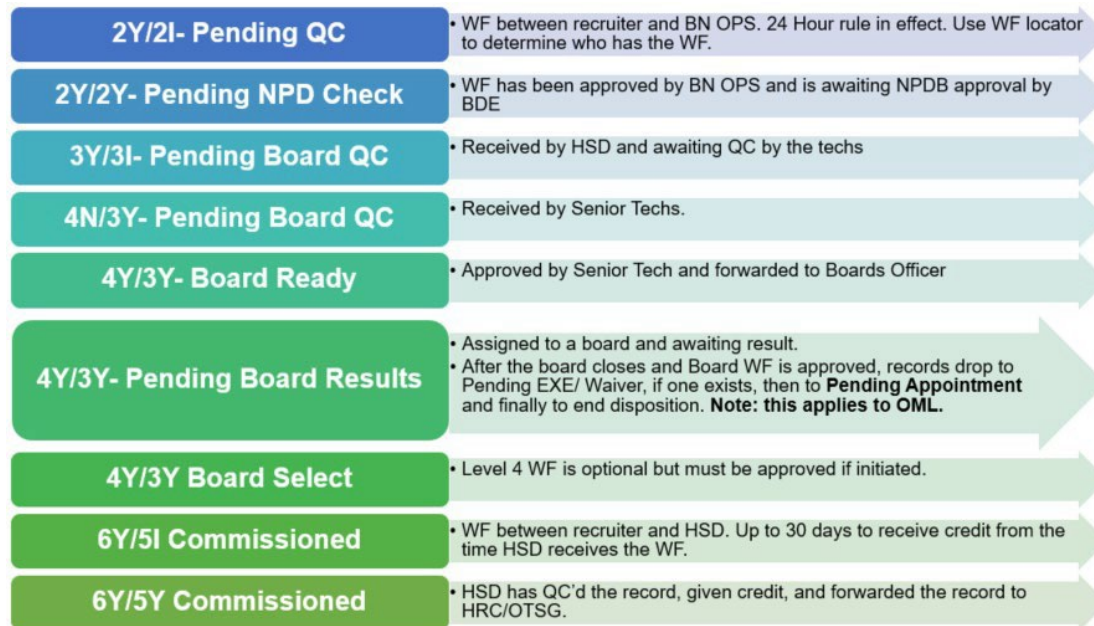 2Y/2I- Pending QC
• WF between recruiter and BN OPS. 24 Hour rule in effect. Use WF locator
to determine who has the WF.
2Y/2Y- Pending NPD Check
• WF has been approved by BN OPS and is awaiting NPDB approval by
BDE
3Y/3I- Pending Board QC
• Received by HSD and awaiting QC by the techs
4N/3Y- Pending Board QC
• Received by Senior Techs.
4Y/3Y- Board Ready
• Approved by Senior Tech and forwarded to Boards Officer
4Y/3Y- Pending Board Results
• Assigned to a board and awaiting result.
• After the board closes and Board WF is approved, records drop to
Pending EXE/ Waiver, if one exists, then to Pending Appointment
and finally to end disposition. Note: this applies to OML.
4Y/3Y Board Select
• Level 4 WF is optional but must be approved if initiated.
6Y/5I Commissioned
• WF between recruiter and HSD. Up to 30 days to receive credit from the
time HSD receives the WF.
6Y/5Y Commissioned
• HSD has QC'd the record, given credit, and forwarded the record to
HRC/OTSG.